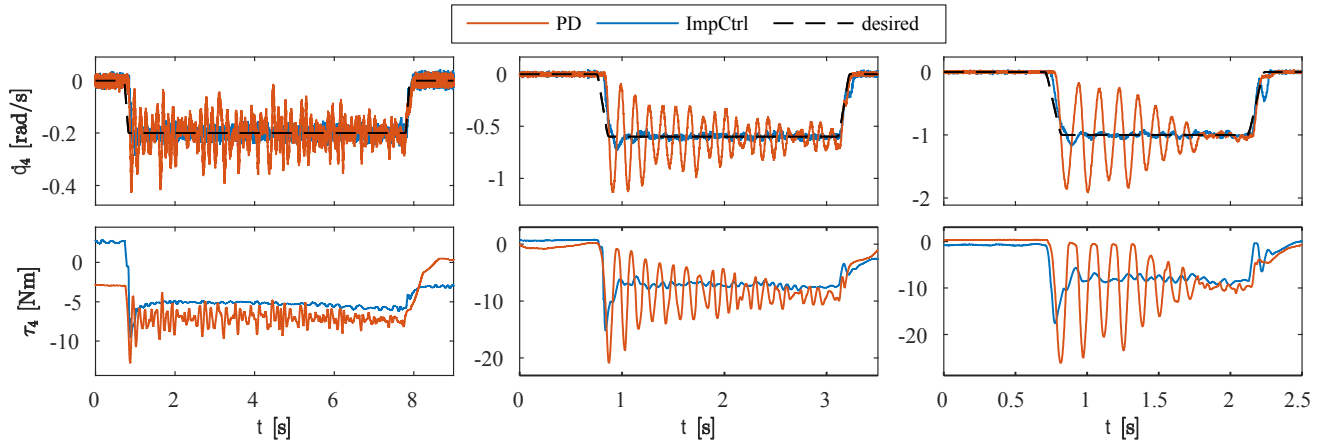 PD ImpCtrl desired
0 -0.2 -0.4
q̇₄ [rad/s]
0 -0.5 -1
0 -1 -2
0 -5 -10
τ₄ [Nm]
0 -10 -20
0 -10 -20
0 2 4 6 8
t [s]
0 1 2 3
t [s]
0 0.5 1 1.5 2 2.5
t [s]